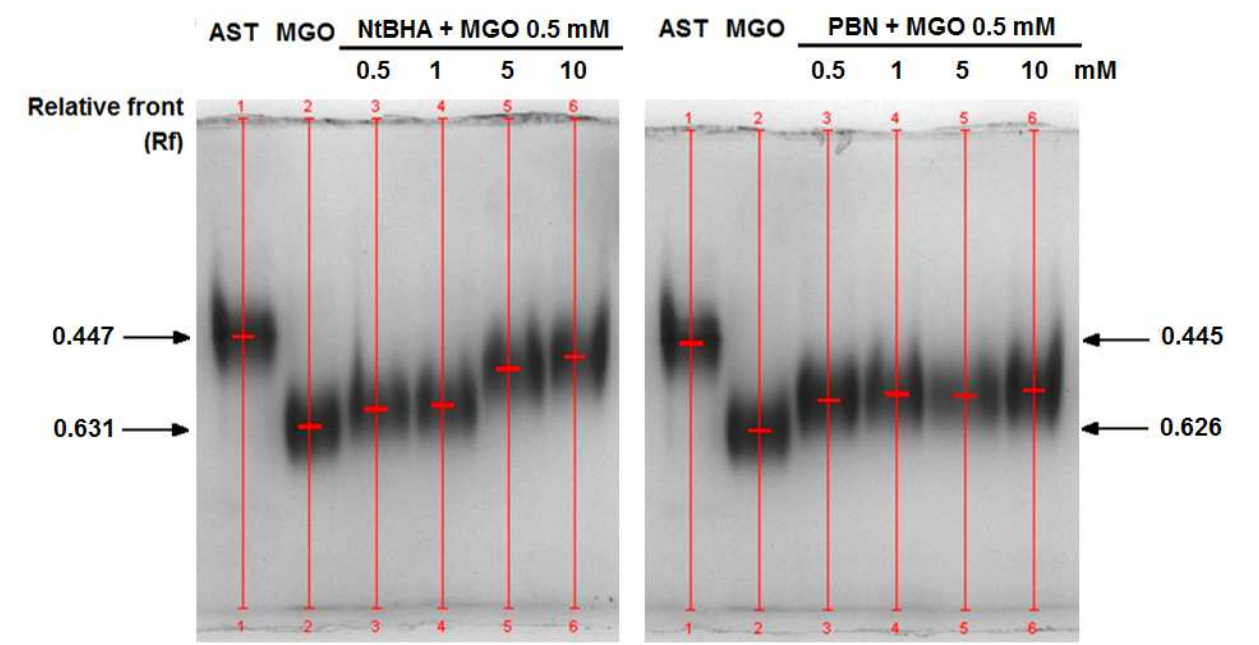 AST MGO NtBHA + MGO 0.5 mM
0.5 1 5 10
AST MGO PBN + MGO 0.5 mM
0.5 1 5 10 mM
Relative front
(Rf)
1 2 3 4 5 6
1 2 3 4 5 6
0.447
0.631
0.445
0.626
1 2 3 4 5 6
1 2 3 4 5 6